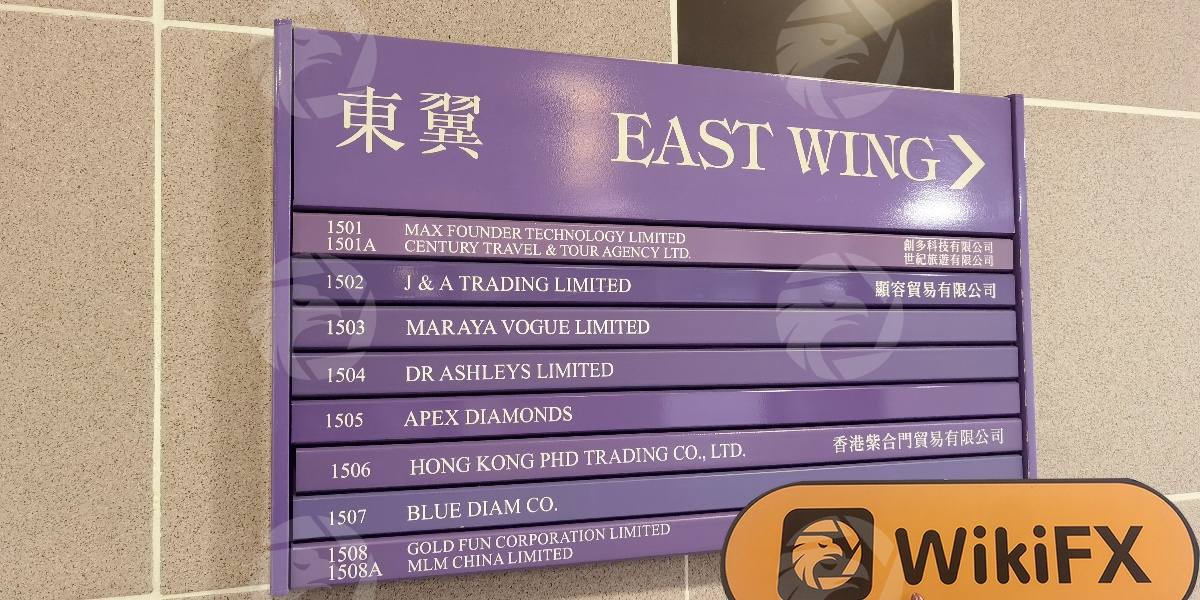 東翼 EAST WING
1501 MAX FOUNDER TECHNOLOGY LIMITED 創多科技有限公司
1501A CENTURY TRAVEL & TOUR AGENCY LTD. 世紀旅遊有限公司
1502 J & A TRADING LIMITED 顯容貿易有限公司
1503 MARAYA VOGUE LIMITED
1504 DR ASHLEYS LIMITED
1505 APEX DIAMONDS
1506 HONG KONG PHD TRADING CO., LTD. 香港紫合門貿易有限公司
1507 BLUE DIAM CO.
1508 GOLD FUN CORPORATION LIMITED
1508A MLM CHINA LIMITED
WikiFX